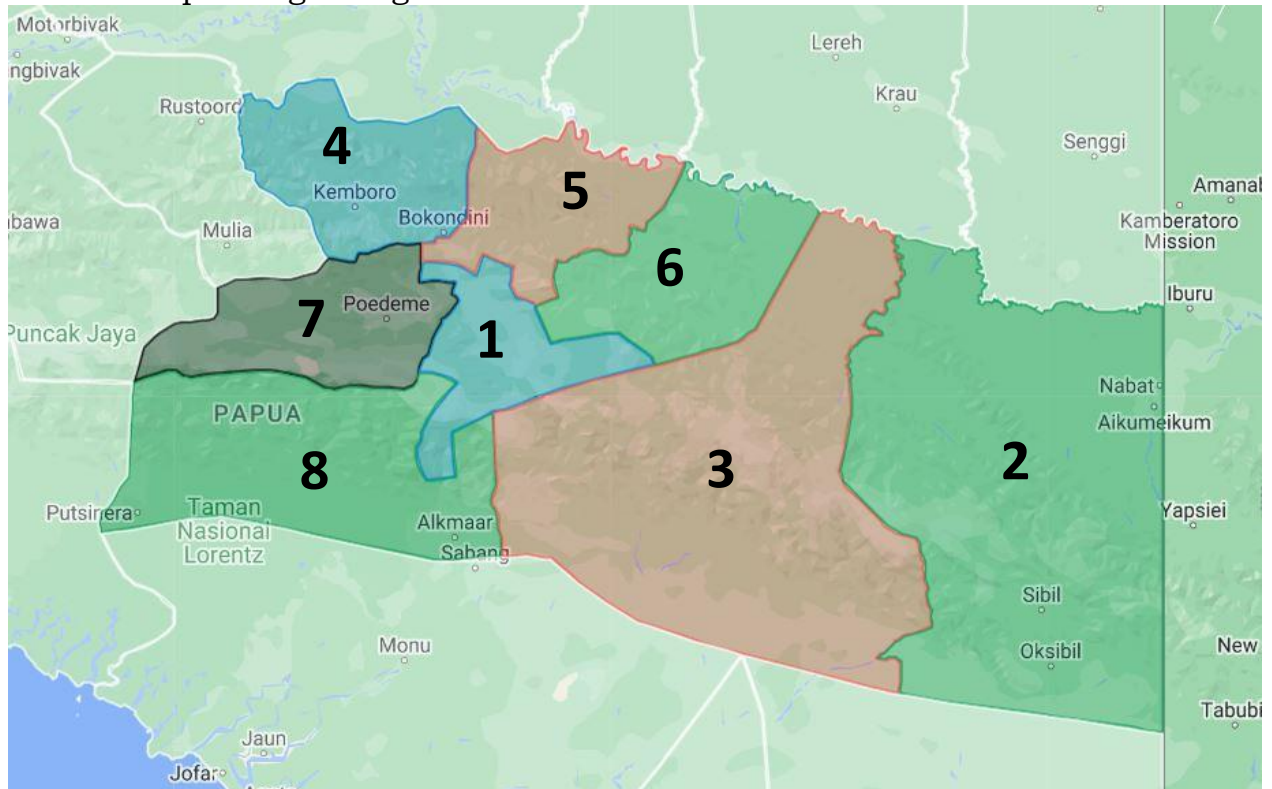 Motorbivak
ngbivak
Lereh
Rustoord
Krau
4
Senggi
5
Kemboro
Amanab
Bokondini
Kamberatoro
Mission
bawa
Mulia
6
Iburu
7
Poedeme
1
Puncak Jaya
Nabat
PAPUA
Aikumeikum
8
3
2
Putsinera
Taman
Nasional
Lorentz
Alkmaar
Yapsiei
Sabang
Sibil
Monu
Oksibil
New
Tabubi
Jaun
Jofar